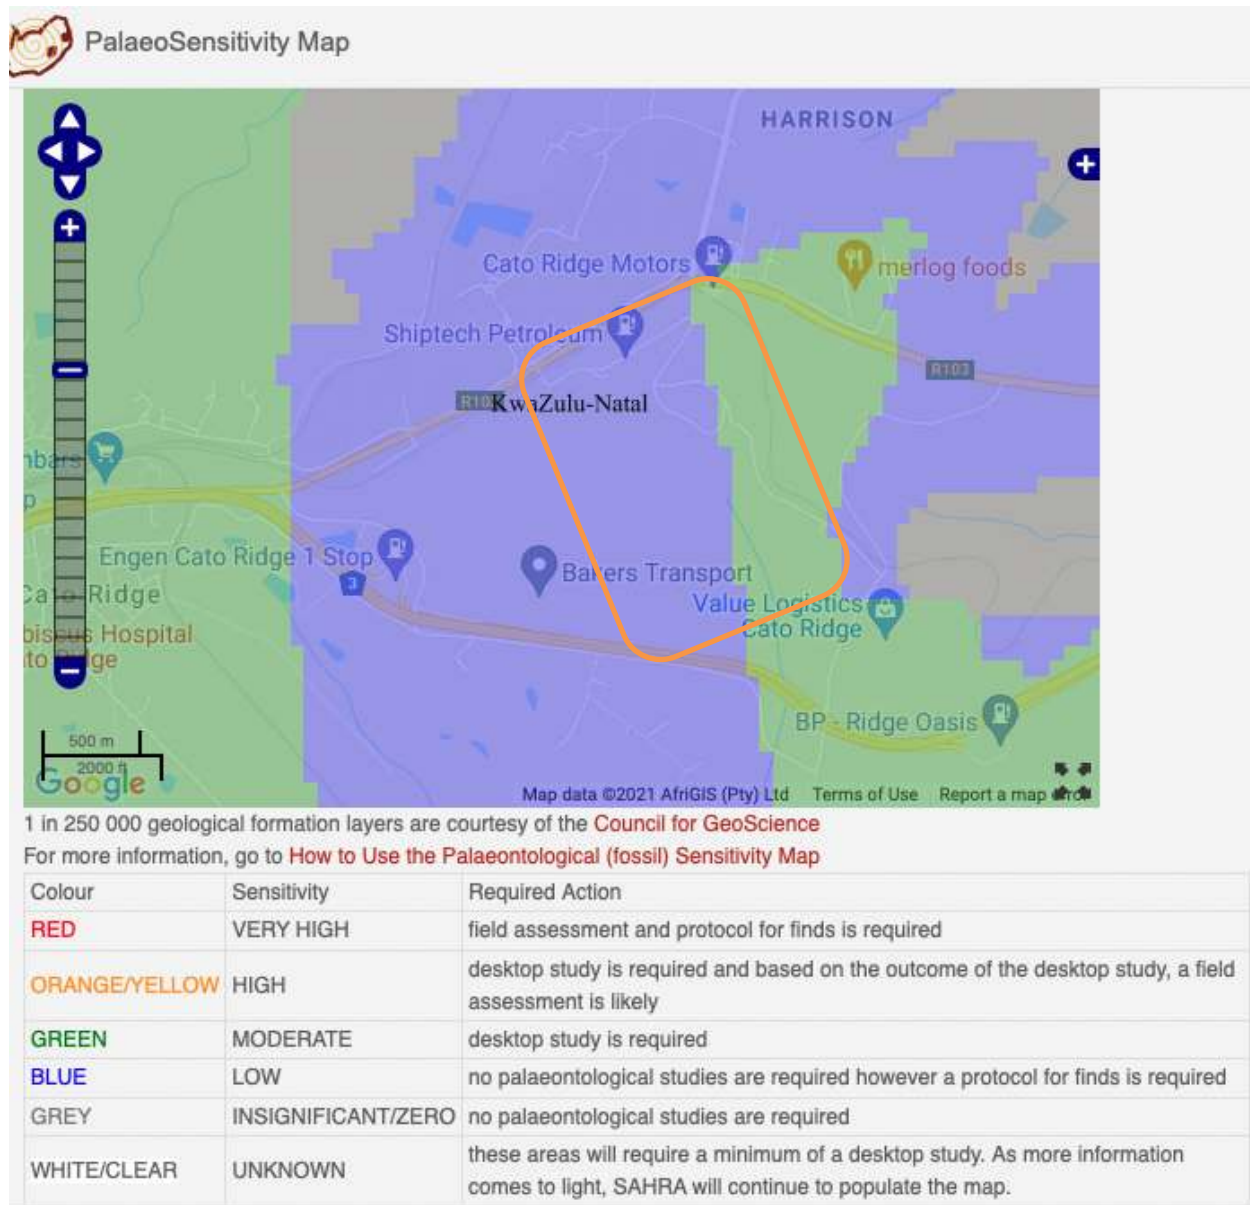 PalaeoSensitivity Map
HARRISON
Cato Ridge Motors
merlog foods
Shiptech Petroleum
R103
KwaZulu-Natal
Engen Cato Ridge 1 Stop
3
Bakers Transport
Ridge
Value Logistics
Cato Ridge
Hospital
BP - Ridge Oasis
500 m
2000 ft
Google
Map data ©2021 AfriGIS (Pty) Ltd Terms of Use Report a map
1 in 250 000 geological formation layers are courtesy of the Council for GeoScience
For more information, go to How to Use the Palaeontological (fossil) Sensitivity Map
Colour Sensitivity Required Action
RED VERY HIGH field assessment and protocol for finds is required
ORANGE/YELLOW HIGH desktop study is required and based on the outcome of the desktop study, a field
assessment is likely
GREEN MODERATE desktop study is required
BLUE LOW no palaeontological studies are required however a protocol for finds is required
GREY INSIGNIFICANT/ZERO no palaeontological studies are required
WHITE/CLEAR UNKNOWN these areas will require a minimum of a desktop study. As more information
comes to light, SAHRA will continue to populate the map.